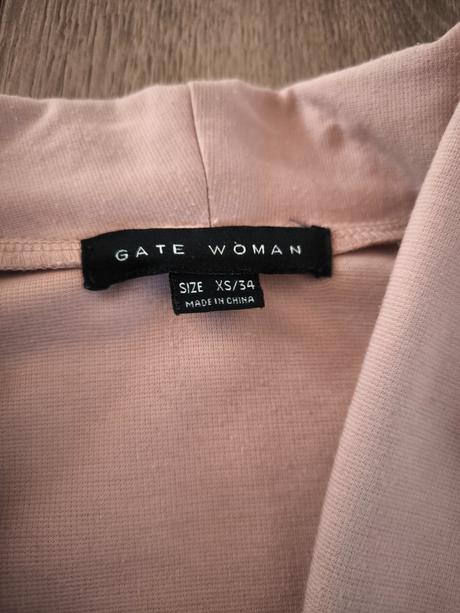 GATE WOMAN
SIZE XS/34
MADE IN CHINA